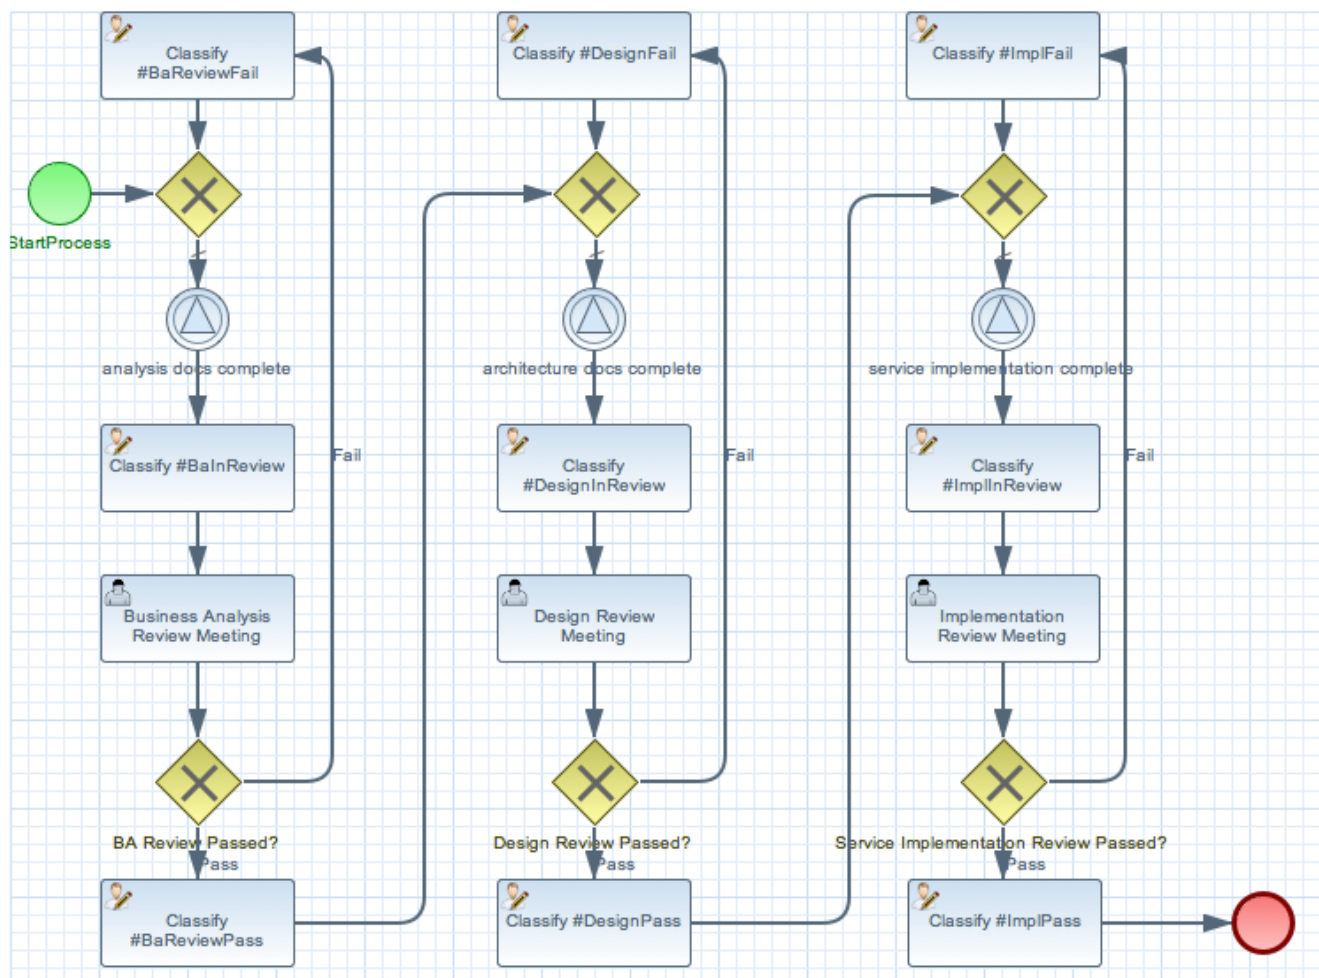 Classify
#BaReviewFail
StartProcess
analysis docs complete
Classify #BaInReview
Fail
Business Analysis
Review Meeting
BA Review Passed?
Pass
Classify
#BaReviewPass
Classify #DesignFail
architecture docs complete
Classify
#DesignInReview
Fail
Design Review
Meeting
Design Review Passed?
Pass
Classify #DesignPass
Classify #ImplFail
service implementation complete
Classify
#ImplInReview
Fail
Implementation
Review Meeting
Service Implementation Review Passed?
Pass
Classify #ImplPass